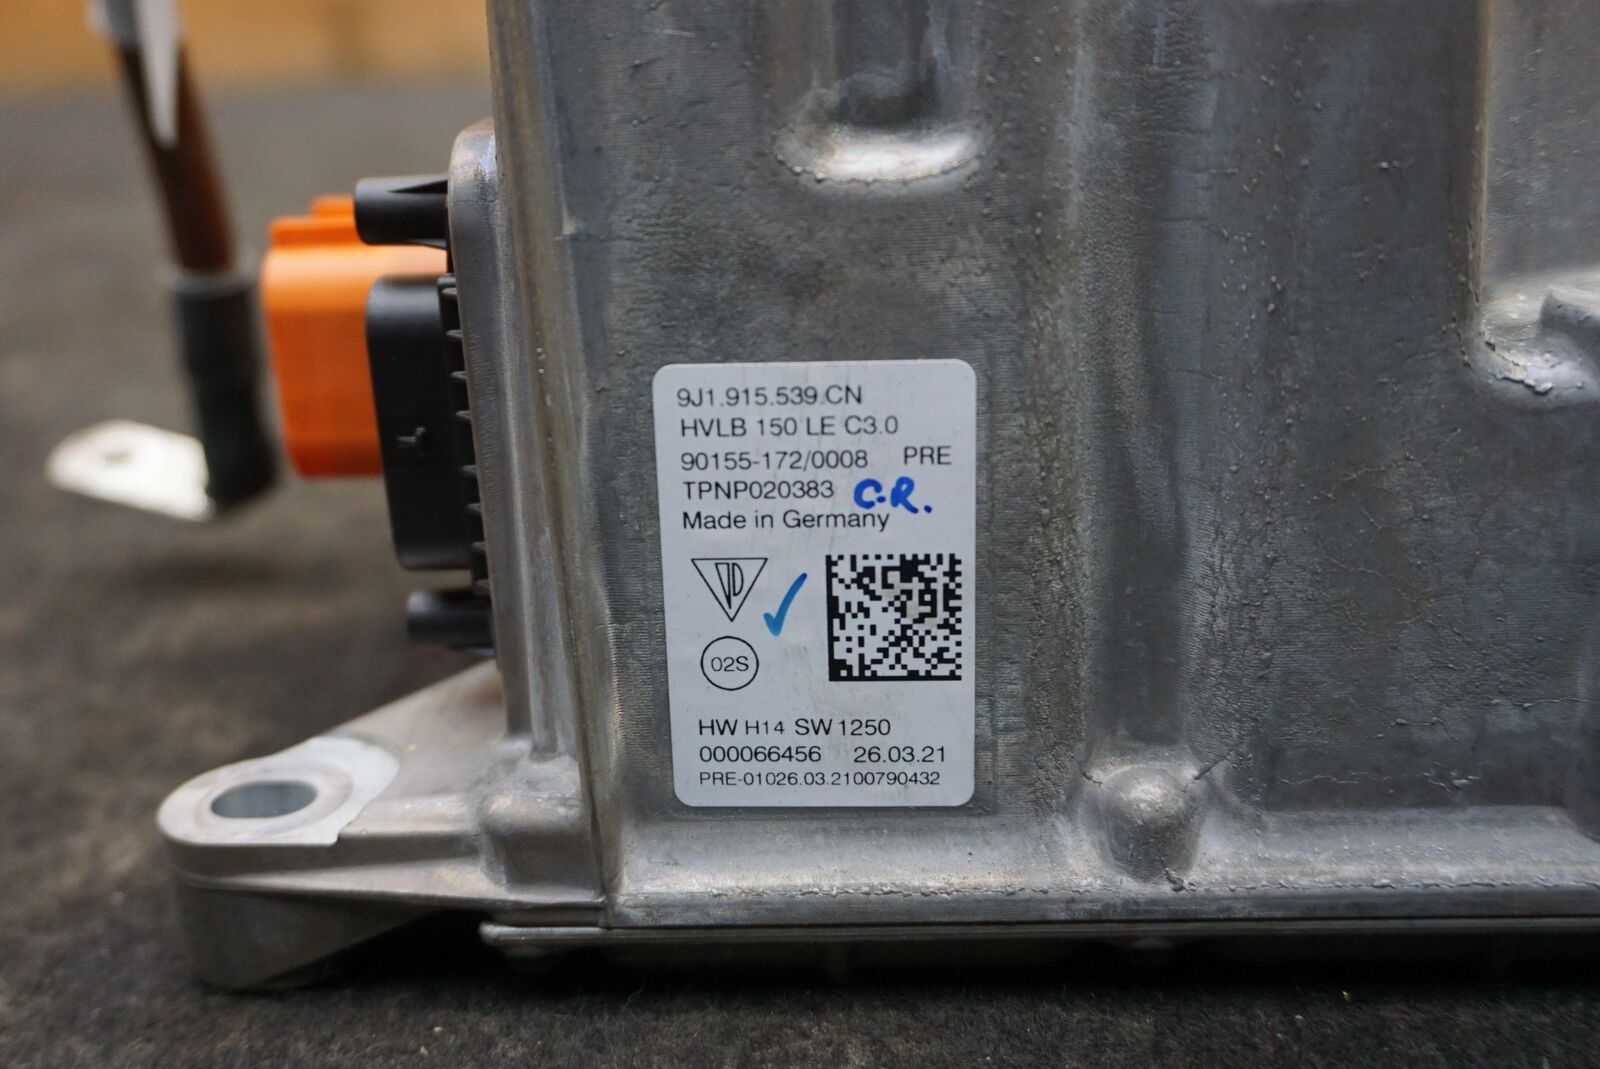 9J1.915.539.CN
HVLB 150 LE C3.0
90155-172/0008 PRE
TPNP020383 C.R.
Made in Germany
02S
HW H14 SW 1250
000066456 26.03.21
PRE-01026.03.2100790432